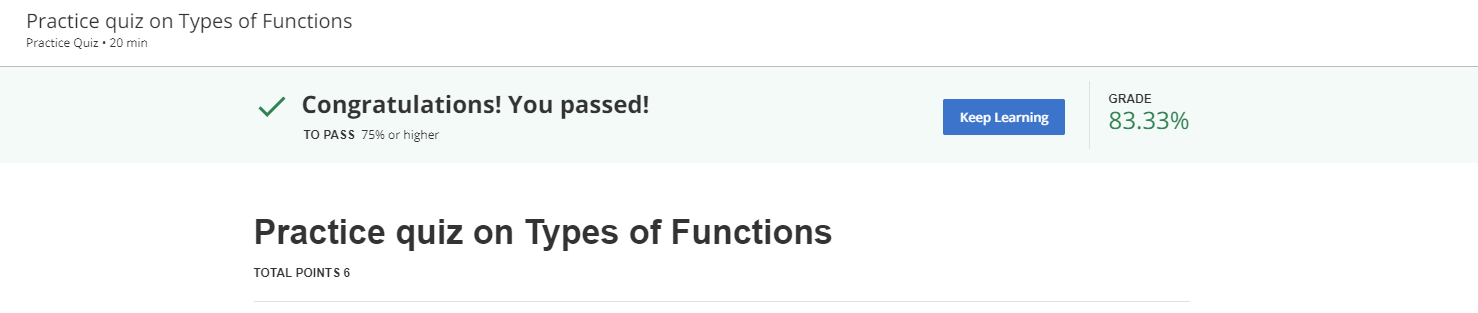 Practice quiz on Types of Functions
Practice Quiz • 20 min
Congratulations! You passed!
TO PASS 75% or higher
Keep Learning
GRADE
83.33%
Practice quiz on Types of Functions
TOTAL POINTS 6